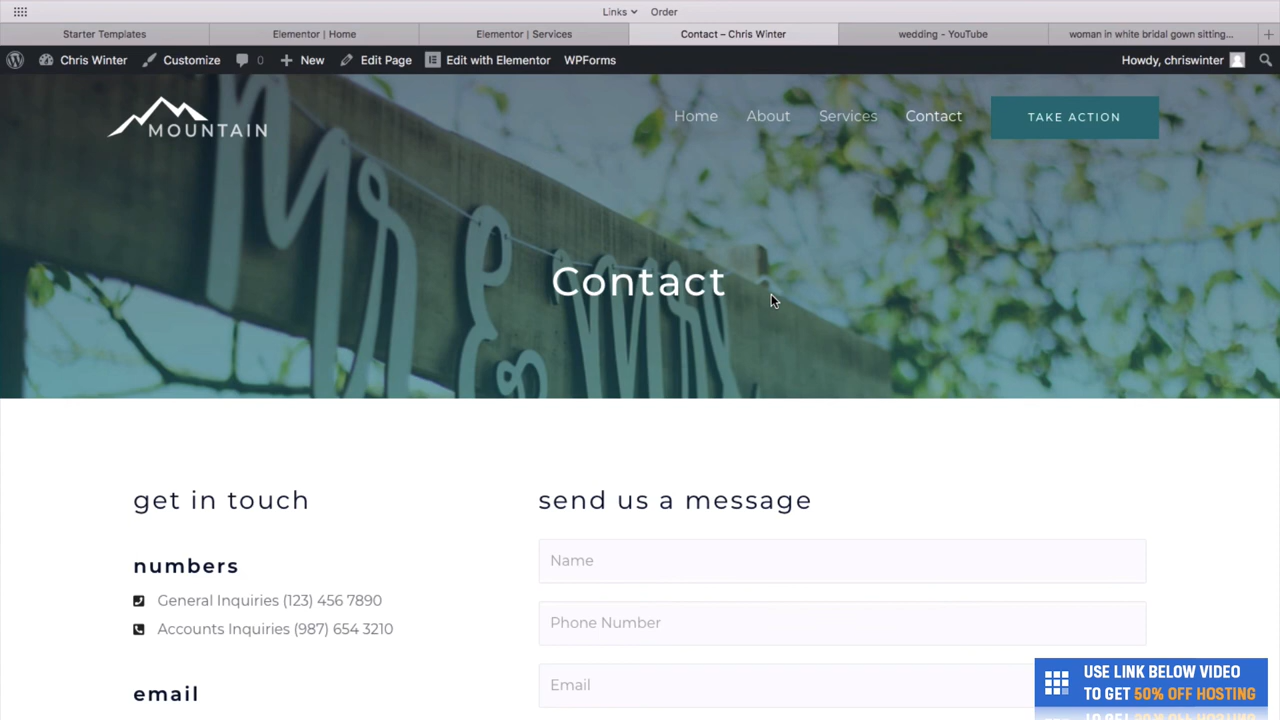 Links Order
Starter Templates Elementor | Home Elementor | Services Contact – Chris Winter wedding - YouTube woman in white bridal gown sitting... +
Chris Winter Customize 0 New Edit Page Edit with Elementor WPForms Howdy, chriswinter
MOUNTAIN Home About Services Contact TAKE ACTION
Mr & Mrs
Contact
get in touch
numbers
General Inquiries (123) 456 7890
Accounts Inquiries (987) 654 3210
email
send us a message
Name
Phone Number
Email
USE LINK BELOW VIDEO
TO GET 50% OFF HOSTING